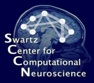 Swartz
Center for
Computational
Neuroscience